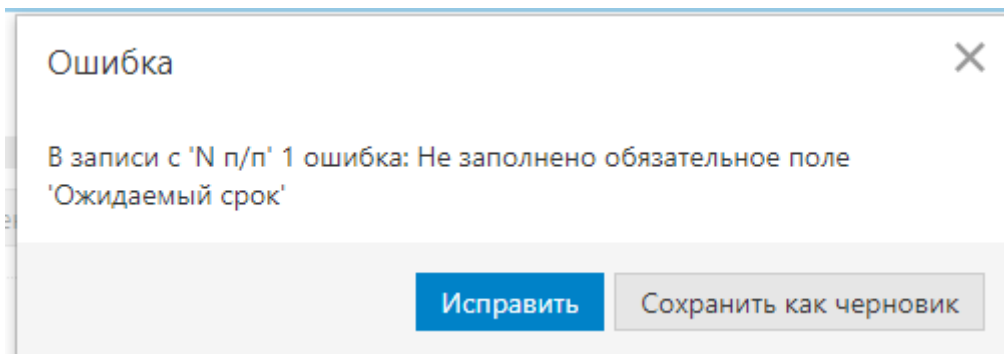 Ошибка
В записи с 'N п/п' 1 ошибка: Не заполнено обязательное поле
'Ожидаемый срок'
Исправить
Сохранить как черновик